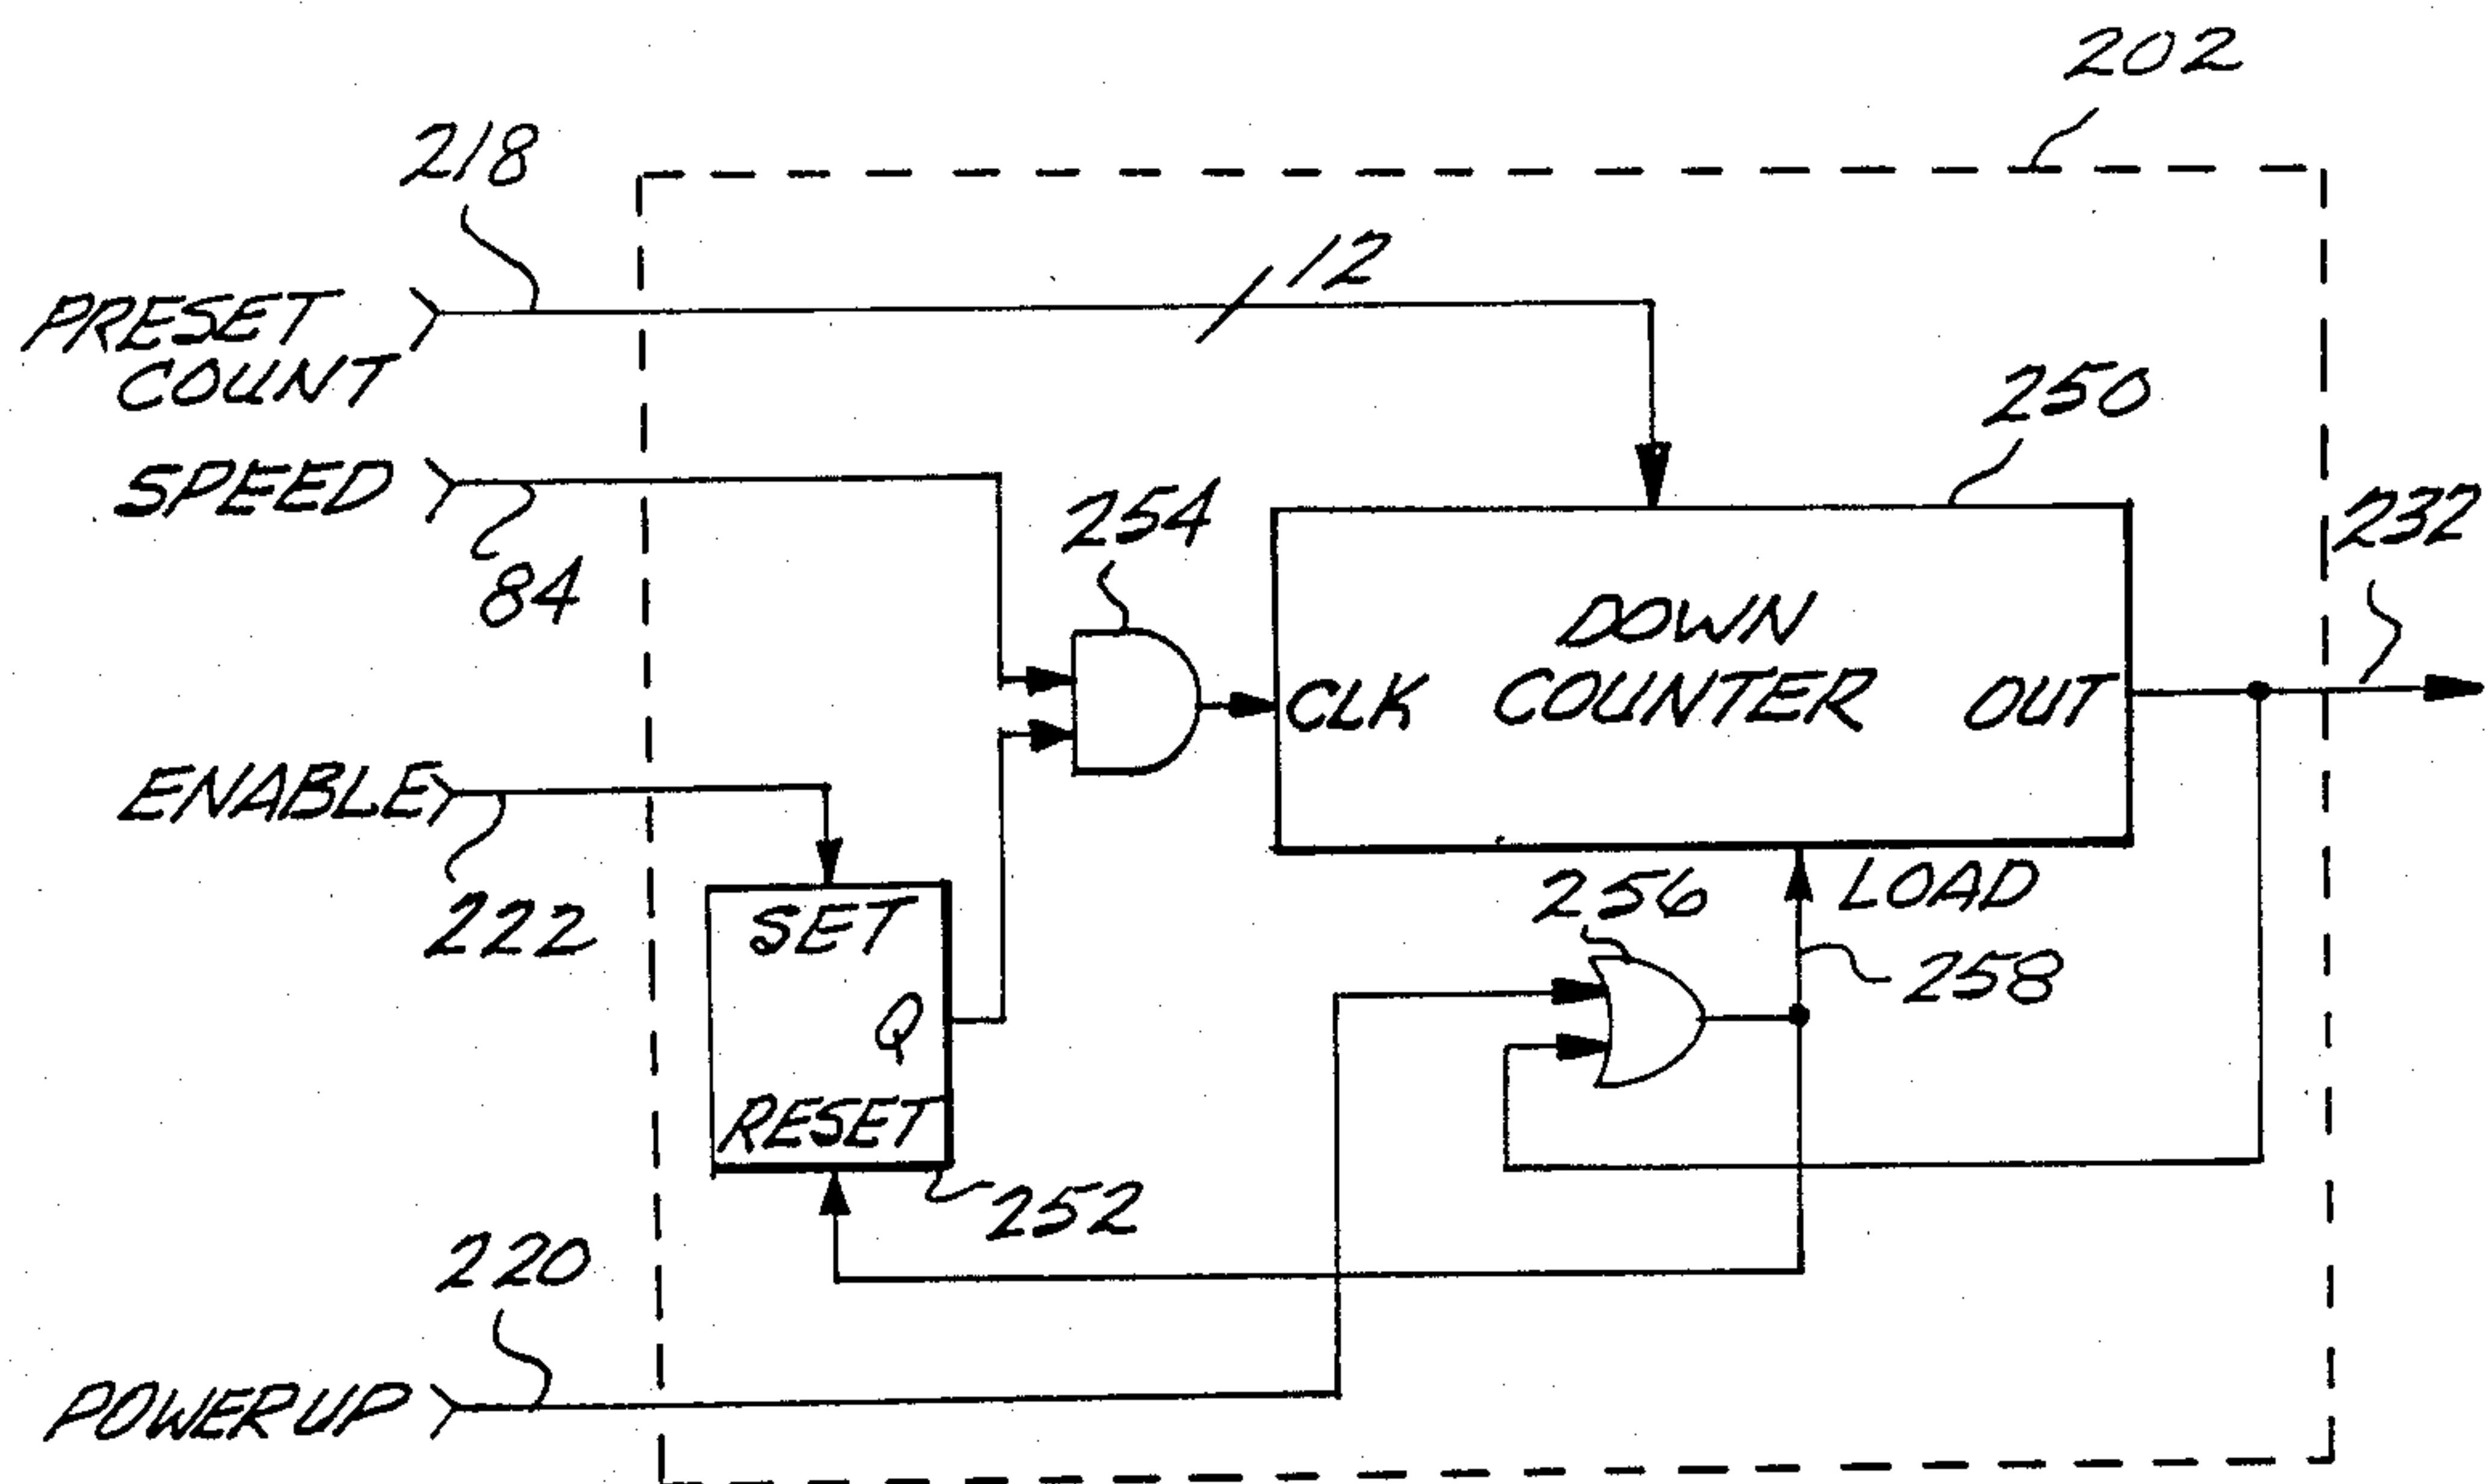 202
218
12
PRESET
COUNT
250
SPEED
254
232
84
DOWN
CLK COUNTER OUT
ENABLE
LOAD
256
222
SET
258
Q
RESET
252
220
POWERUP